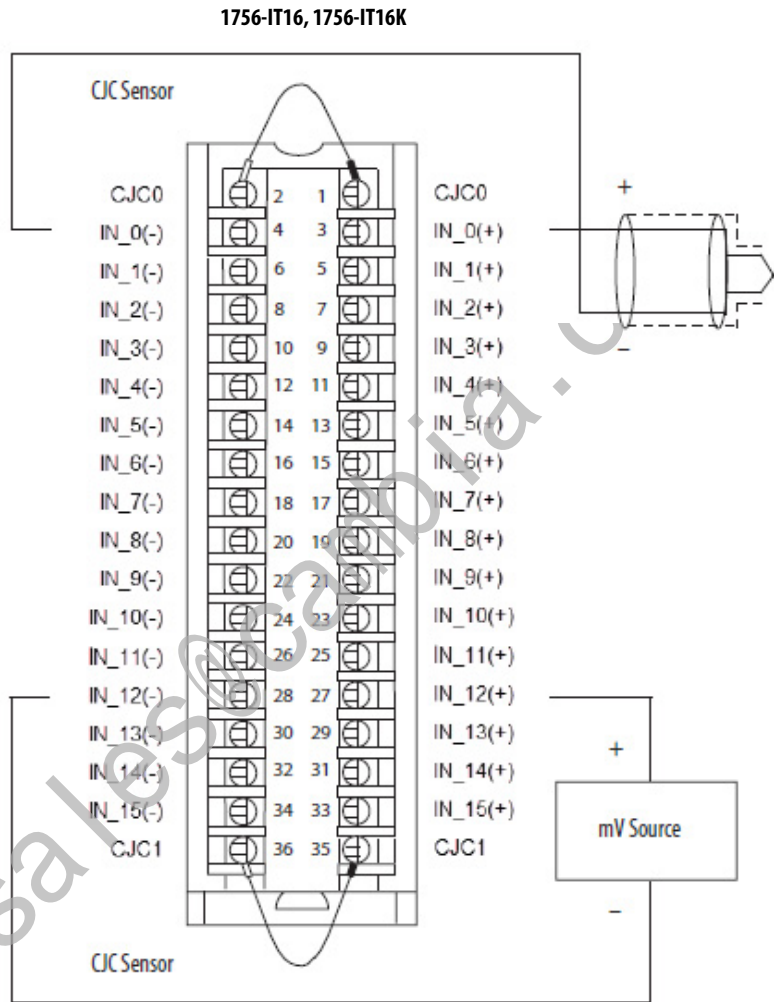 1756-IT16, 1756-IT16K
CJC Sensor
CJC0 2 1 CJC0
IN_0(-) 4 3 IN_0(+)
IN_1(-) 6 5 IN_1(+)
IN_2(-) 8 7 IN_2(+)
IN_3(-) 10 9 IN_3(+)
IN_4(-) 12 11 IN_4(+)
IN_5(-) 14 13 IN_5(+)
IN_6(-) 16 15 IN_6(+)
IN_7(-) 18 17 IN_7(+)
IN_8(-) 20 19 IN_8(+)
IN_9(-) 22 21 IN_9(+)
IN_10(-) 24 23 IN_10(+)
IN_11(-) 26 25 IN_11(+)
IN_12(-) 28 27 IN_12(+)
IN_13(-) 30 29 IN_13(+)
IN_14(-) 32 31 IN_14(+)
IN_15(-) 34 33 IN_15(+)
CJC1 36 35 CJC1
CJC Sensor
+
–
+
mV Source
–